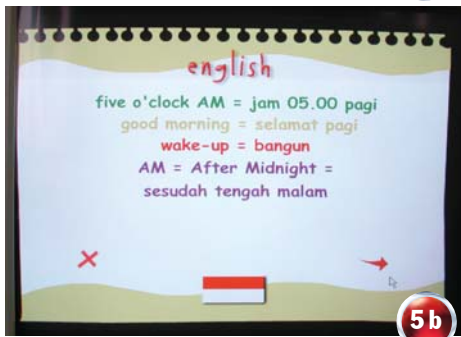 english
five o'clock AM = jam 05.00 pagi
good morning = selamat pagi
wake-up = bangun
AM = After Midnight =
sesudah tengah malam
5b